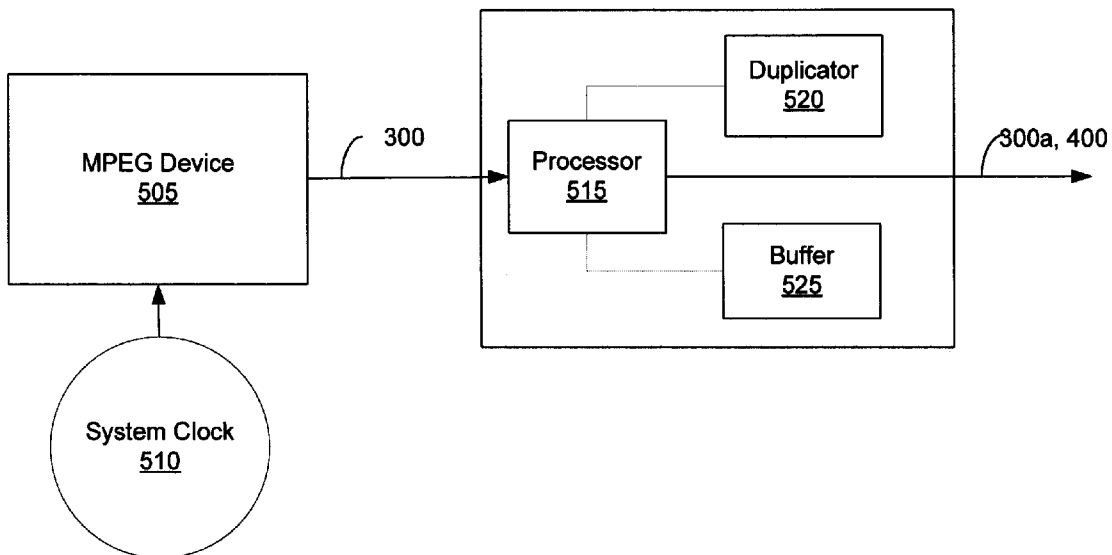 MPEG Device
505
300
System Clock
510
Processor
515
Duplicator
520
Buffer
525
300a, 400